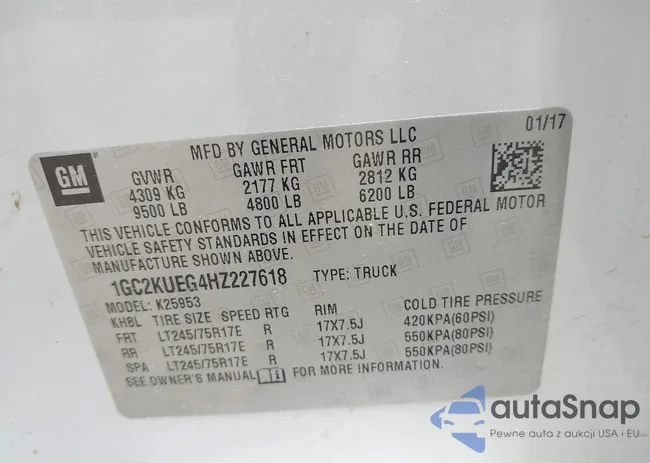 MFD BY GENERAL MOTORS LLC
01/17
GM
GVWR GAWR FRT GAWR RR
4309 KG 2177 KG 2812 KG
9500 LB 4800 LB 6200 LB
THIS VEHICLE CONFORMS TO ALL APPLICABLE U.S. FEDERAL MOTOR
VEHICLE SAFETY STANDARDS IN EFFECT ON THE DATE OF
MANUFACTURE SHOWN ABOVE.
1GC2KUEG4HZ227618 TYPE: TRUCK
MODEL: K25953
KHBL TIRE SIZE SPEED RTG RIM COLD TIRE PRESSURE
FRT LT245/75R17E R 17X7.5J 420KPA(60PSI)
RR LT245/75R17E R 17X7.5J 550KPA(80PSI)
SPA LT245/75R17E R 17X7.5J 550KPA(80PSI)
SEE OWNER'S MANUAL FOR MORE INFORMATION.
autaSnap
Pewne auta z aukcji USA i EU